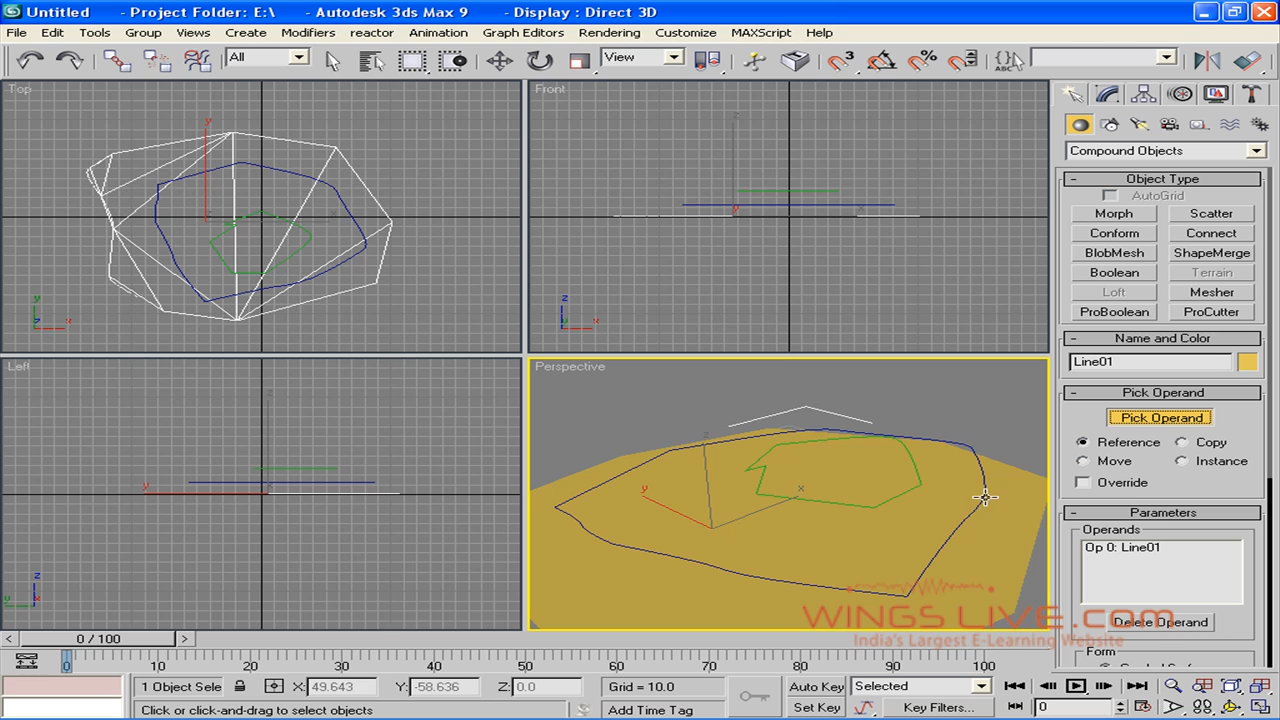 Untitled - Project Folder: E:\ - Autodesk 3ds Max 9 - Display : Direct 3D
File Edit Tools Group Views Create Modifiers reactor Animation Graph Editors Rendering Customize MAXScript Help
All View 3 % ABC
Top Front
Compound Objects
- Object Type
AutoGrid
Morph Scatter
Conform Connect
BlobMesh ShapeMerge
Boolean Terrain
Loft Mesher
ProBoolean ProCutter
- Name and Color
Line01
Left Perspective
- Pick Operand
Pick Operand
Reference Copy
Move Instance
Override
- Parameters
Operands
Op 0: Line01
Delete Operand
WINGS LIVE.com
India's Largest E-Learning Website
Form
< 0 / 100 >
0 10 20 30 40 50 60 70 80 90 100
1 Object Sele X: 49.643 Y: -58.636 Z: 0.0 Grid = 10.0 Auto Key Selected
Click or click-and-drag to select objects Add Time Tag Set Key Key Filters... 0